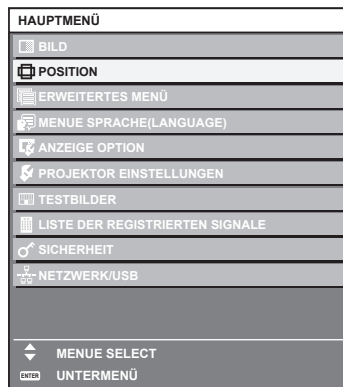 HAUPTMENÜ
BILD
POSITION
ERWEITERTES MENÜ
MENUE SPRACHE(LANGUAGE)
ANZEIGE OPTION
PROJEKTOR EINSTELLUNGEN
TESTBILDER
LISTE DER REGISTRIERTEN SIGNALE
SICHERHEIT
NETZWERK/USB
MENUE SELECT
ENTER UNTERMENÜ